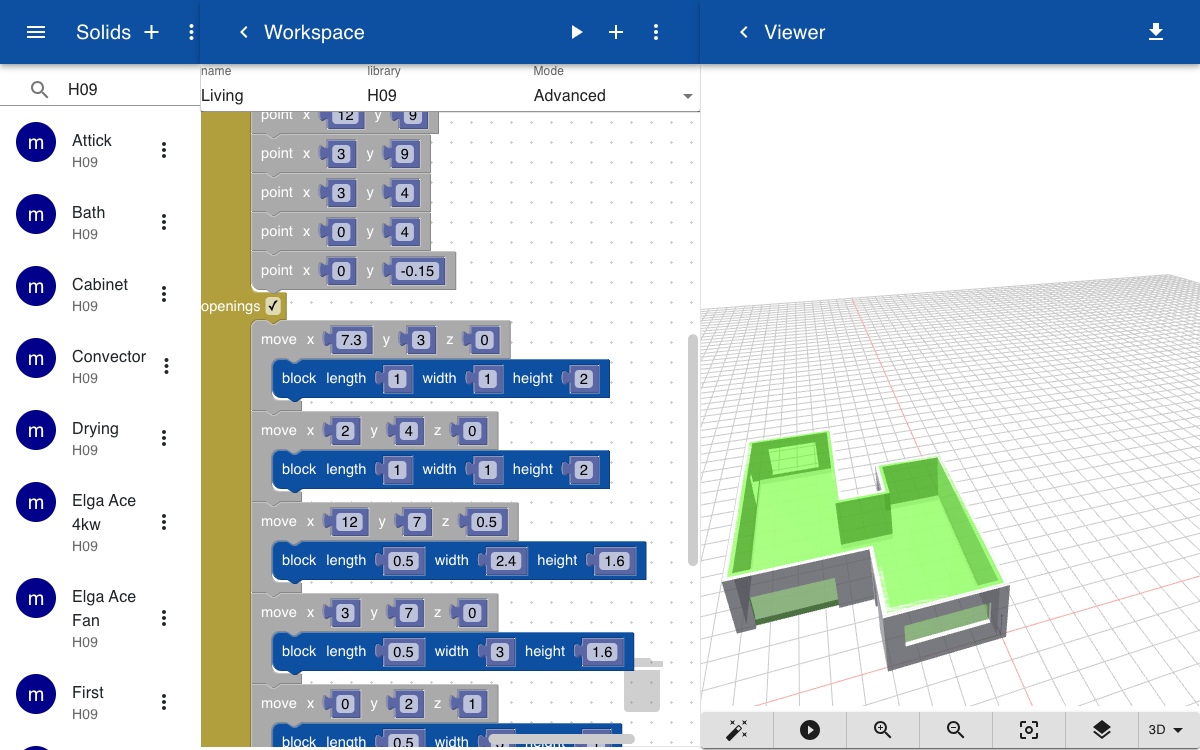 Solids
Workspace
Viewer
H09
name library Mode
Living H09 Advanced
m Attick
H09
m Bath
H09
m Cabinet
H09
m Convector
H09
m Drying
H09
m Elga Ace
4kw
H09
m Elga Ace
Fan
H09
m First
H09
point x 12 y 9
point x 3 y 9
point x 3 y 4
point x 0 y 4
point x 0 y -0.15
openings ✓
move x 7.3 y 3 z 0
block length 1 width 1 height 2
move x 2 y 4 z 0
block length 1 width 1 height 2
move x 12 y 7 z 0.5
block length 0.5 width 2.4 height 1.6
move x 3 y 7 z 0
block length 0.5 width 3 height 1.6
move x 0 y 2 z 1
block length 0.5 width 3 height 1
3D